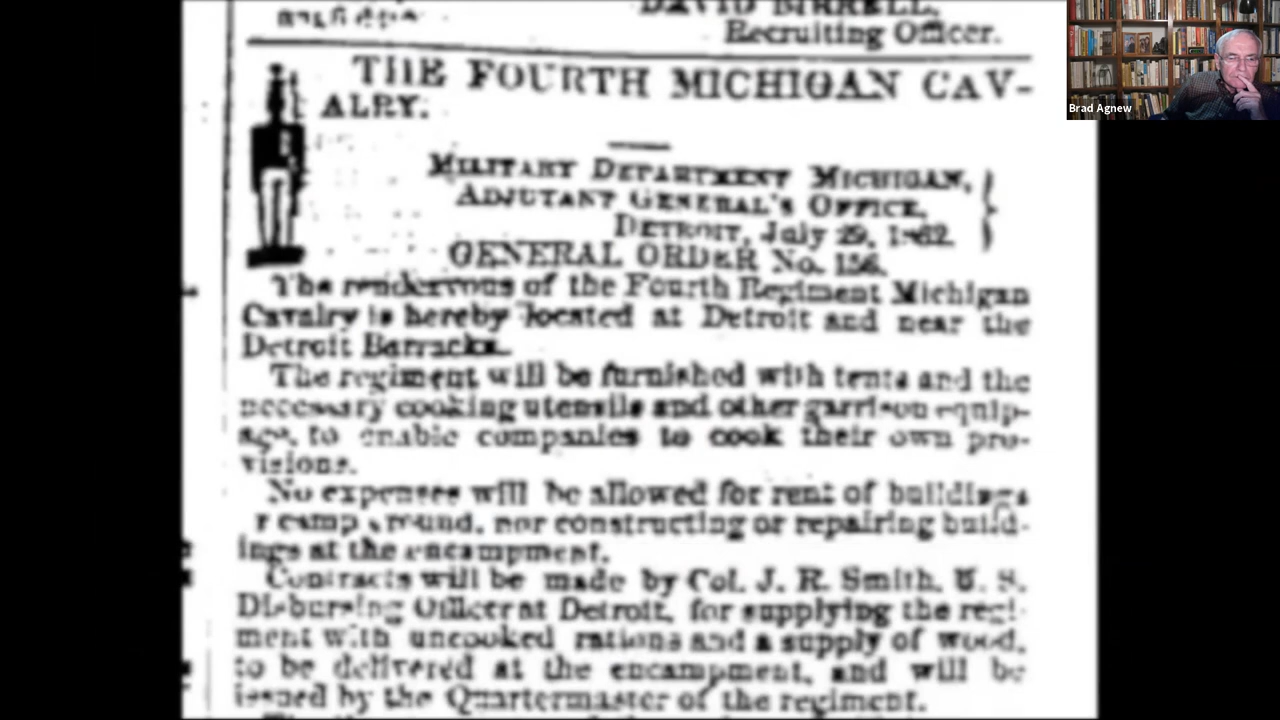 DAVID BIRRELL,
Recruiting Officer.
THE FOURTH MICHIGAN CAV-
ALRY.
MILITARY DEPARTMENT MICHIGAN,
ADJUTANT GENERAL'S OFFICE,
DETROIT, July 29, 1862.
GENERAL ORDER No. 156.
The rendezvous of the Fourth Regiment Michigan
Cavalry is hereby located at Detroit and near the
Detroit Barracks.
The regiment will be furnished with tents and the
necessary cooking utensils and other garrison equip-
age, to enable companies to cook their own pro-
visions.
No expenses will be allowed for rent of buildings
r camp ground, nor constructing or repairing build-
ings at the encampment.
Contracts will be made by Col. J. R. Smith, U. S.
Disbursing Officer at Detroit, for supplying the regi-
ment with uncooked rations and a supply of wood,
to be delivered at the encampment, and will be
issued by the Quartermaster of the regiment.
Brad Agnew